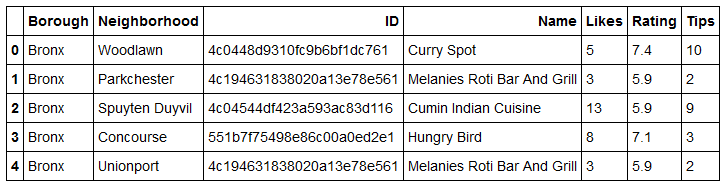 Borough Neighborhood ID Name Likes Rating Tips
0 Bronx Woodlawn 4c0448d9310fc9b6bf1dc761 Curry Spot 5 7.4 10
1 Bronx Parkchester 4c194631838020a13e78e561 Melanies Roti Bar And Grill 3 5.9 2
2 Bronx Spuyten Duyvil 4c04544df423a593ac83d116 Cumin Indian Cuisine 13 5.9 9
3 Bronx Concourse 551b7f75498e86c00a0ed2e1 Hungry Bird 8 7.1 3
4 Bronx Unionport 4c194631838020a13e78e561 Melanies Roti Bar And Grill 3 5.9 2